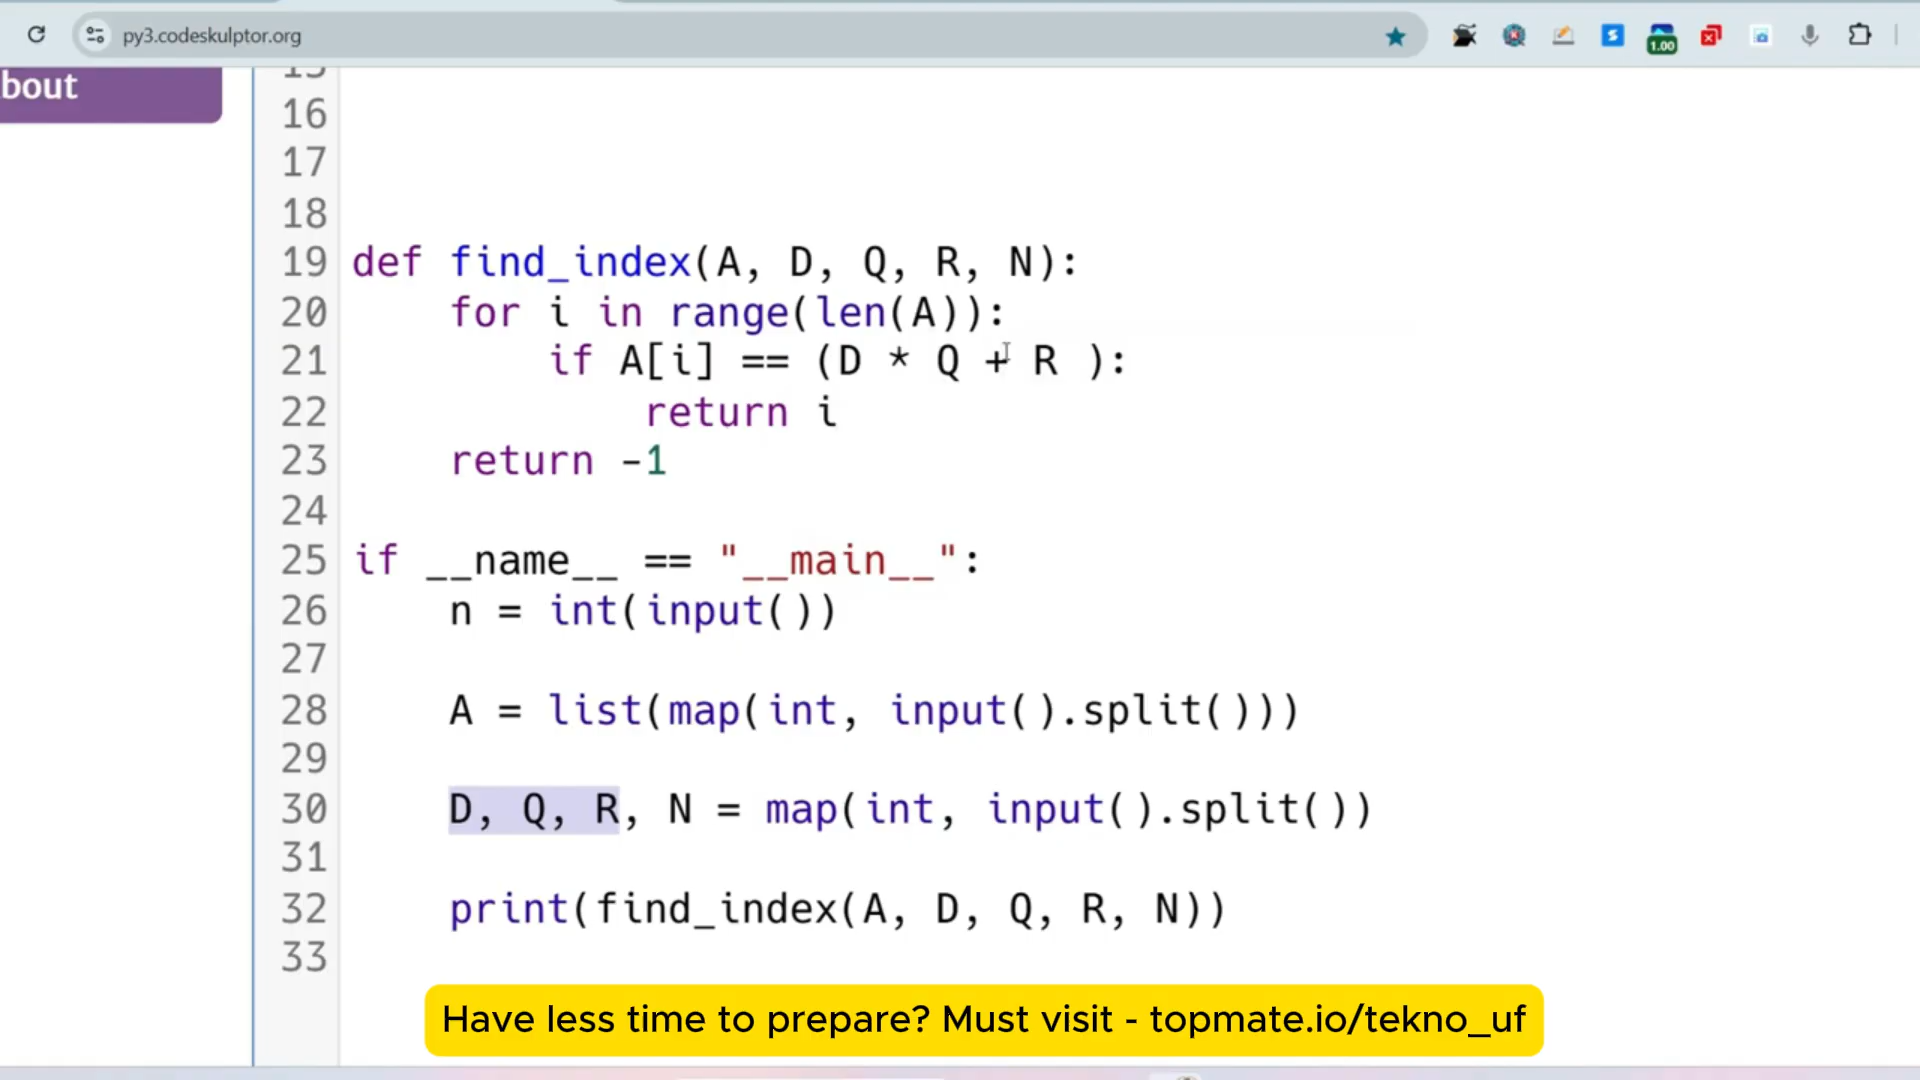 py3.codeskulptor.org
1.00
bout
15
16
17
18
19 def find_index(A, D, Q, R, N):
20     for i in range(len(A)):
21         if A[i] == (D * Q + R ):
22             return i
23     return -1
24
25 if __name__ == "__main__":
26     n = int(input())
27
28     A = list(map(int, input().split()))
29
30     D, Q, R, N = map(int, input().split())
31
32     print(find_index(A, D, Q, R, N))
33
Have less time to prepare? Must visit - topmate.io/tekno_uf